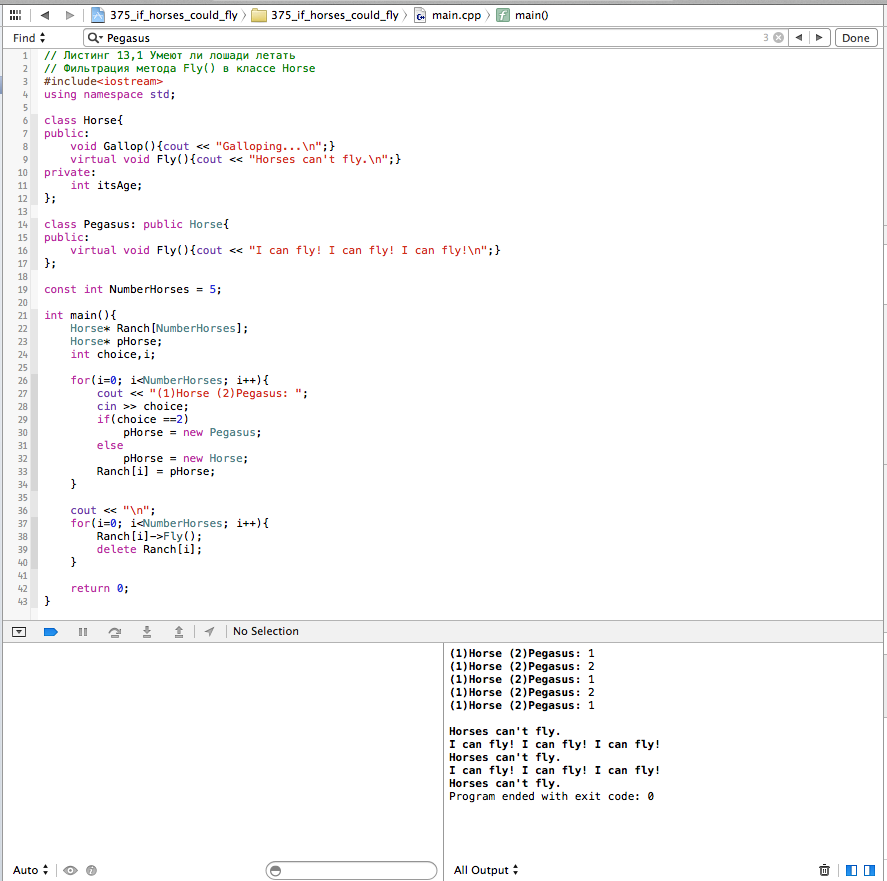 375_if_horses_could_fly 375_if_horses_could_fly main.cpp main()
Find Pegasus 3 Done
1 // Листинг 13,1 Умеют ли лошади летать
2 // Фильтрация метода Fly() в классе Horse
3 #include<iostream>
4 using namespace std;
5
6 class Horse{
7 public:
8     void Gallop(){cout << "Galloping...\n";}
9     virtual void Fly(){cout << "Horses can't fly.\n";}
10 private:
11     int itsAge;
12 };
13
14 class Pegasus: public Horse{
15 public:
16     virtual void Fly(){cout << "I can fly! I can fly! I can fly!\n";}
17 };
18
19 const int NumberHorses = 5;
20
21 int main(){
22     Horse* Ranch[NumberHorses];
23     Horse* pHorse;
24     int choice,i;
25
26     for(i=0; i<NumberHorses; i++){
27         cout << "(1)Horse (2)Pegasus: ";
28         cin >> choice;
29         if(choice ==2)
30             pHorse = new Pegasus;
31         else
32             pHorse = new Horse;
33         Ranch[i] = pHorse;
34     }
35
36     cout << "\n";
37     for(i=0; i<NumberHorses; i++){
38         Ranch[i]->Fly();
39         delete Ranch[i];
40     }
41
42     return 0;
43 }
No Selection
(1)Horse (2)Pegasus: 1
(1)Horse (2)Pegasus: 2
(1)Horse (2)Pegasus: 1
(1)Horse (2)Pegasus: 2
(1)Horse (2)Pegasus: 1

Horses can't fly.
I can fly! I can fly! I can fly!
Horses can't fly.
I can fly! I can fly! I can fly!
Horses can't fly.
Program ended with exit code: 0
Auto All Output